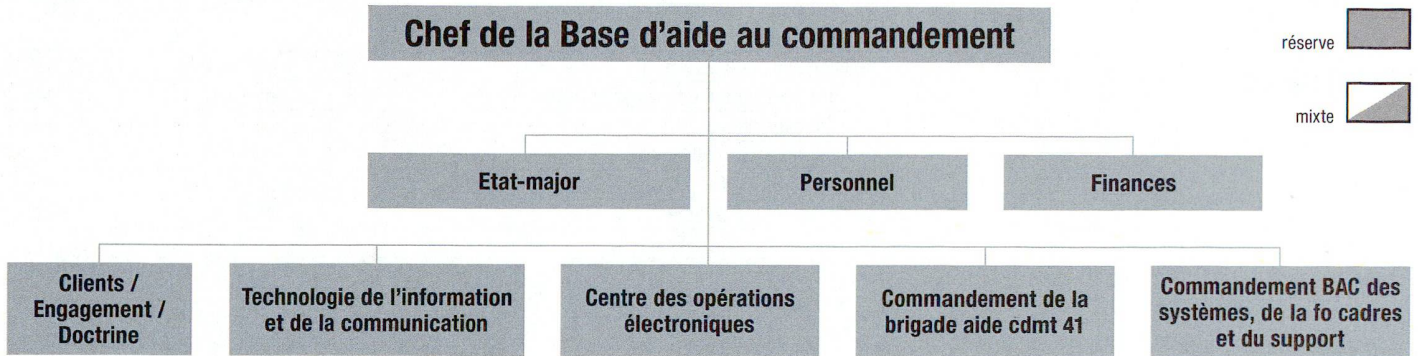 Chef de la Base d'aide au commandement
réserve
mixte
Etat-major
Personnel
Finances
Clients /
Engagement /
Doctrine
Technologie de l'information
et de la communication
Centre des opérations
électroniques
Commandement de la
brigade aide cdmt 41
Commandement BAC des
systèmes, de la fo cadres
et du support